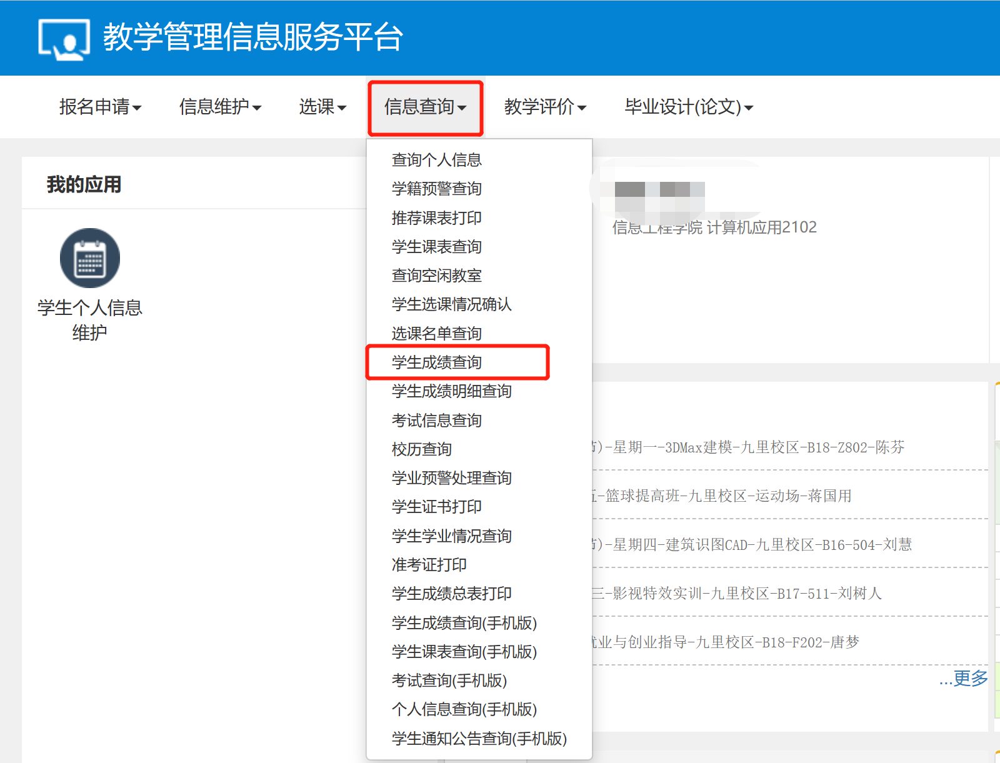 教学管理信息服务平台
报名申请 信息维护 选课 信息查询 教学评价 毕业设计(论文)
我的应用
学生个人信息
维护
查询个人信息
学籍预警查询
推荐课表打印
学生课表查询
查询空闲教室
学生选课情况确认
选课名单查询
学生成绩查询
学生成绩明细查询
考试信息查询
校历查询
学业预警处理查询
学生证书打印
学生学业情况查询
准考证打印
学生成绩总表打印
学生成绩查询(手机版)
学生课表查询(手机版)
考试查询(手机版)
个人信息查询(手机版)
学生通知公告查询(手机版)
信息工程学院 计算机应用2102
)-星期一-3DMax建模-九里校区-B18-Z802-陈芬
-篮球提高班-九里校区-运动场-蒋国用
)-星期四-建筑识图CAD-九里校区-B16-504-刘慧
三-影视特效实训-九里校区-B17-511-刘树人
业与创业指导-九里校区-B18-F202-唐梦
...更多